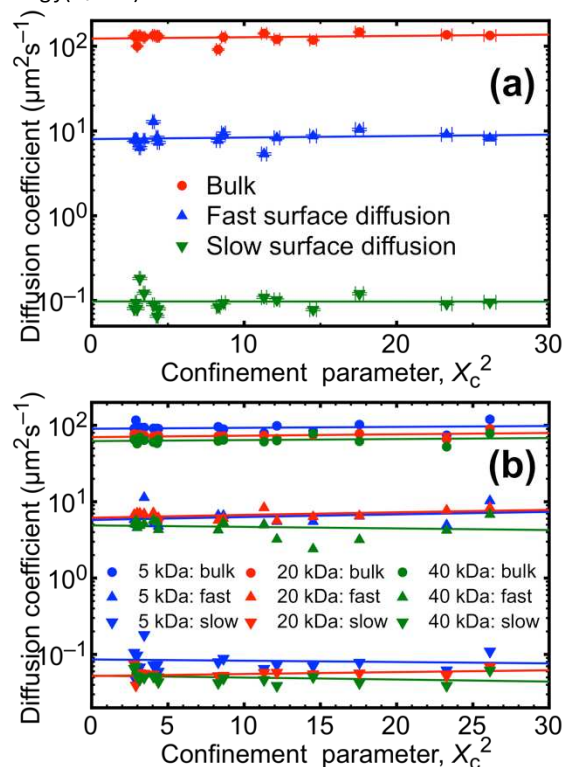 Diffusion coefficient (μm²s⁻¹)
10²
(a)
10¹
10⁰
Bulk
Fast surface diffusion
Slow surface diffusion
10⁻¹
0 10 20 30
Confinement parameter, Xc²
Diffusion coefficient (μm²s⁻¹)
10²
(b)
10¹
10⁰
5 kDa: bulk 20 kDa: bulk 40 kDa: bulk
5 kDa: fast 20 kDa: fast 40 kDa: fast
5 kDa: slow 20 kDa: slow 40 kDa: slow
10⁻¹
0 5 10 15 20 25 30
Confinement parameter, Xc²